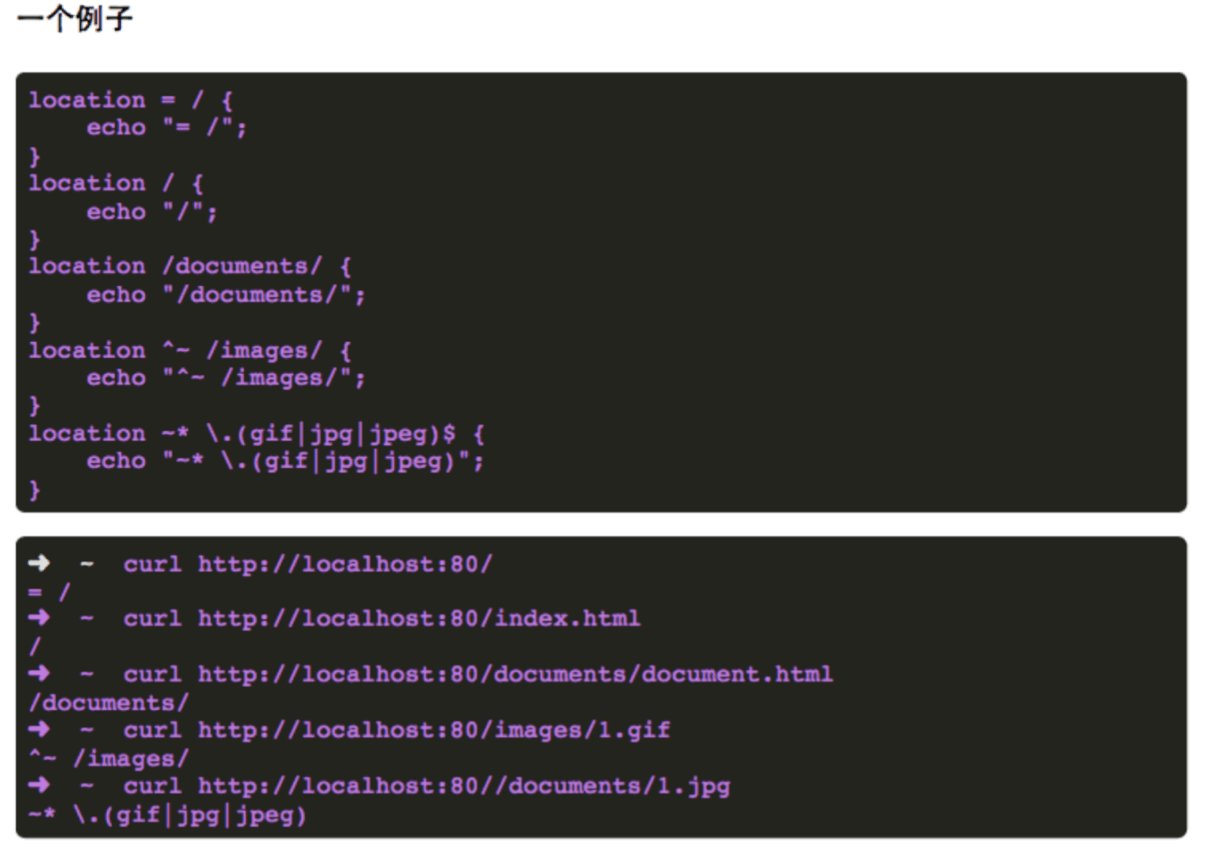 一个例子
location = / {
    echo "= /";
}
location / {
    echo "/";
}
location /documents/ {
    echo "/documents/";
}
location ^~ /images/ {
    echo "^~ /images/";
}
location ~* \.(gif|jpg|jpeg)$ {
    echo "~* \.(gif|jpg|jpeg)";
}
➜  ~  curl http://localhost:80/
= /
➜  ~  curl http://localhost:80/index.html
/
➜  ~  curl http://localhost:80/documents/document.html
/documents/
➜  ~  curl http://localhost:80/images/1.gif
^~ /images/
➜  ~  curl http://localhost:80//documents/1.jpg
~* \.(gif|jpg|jpeg)